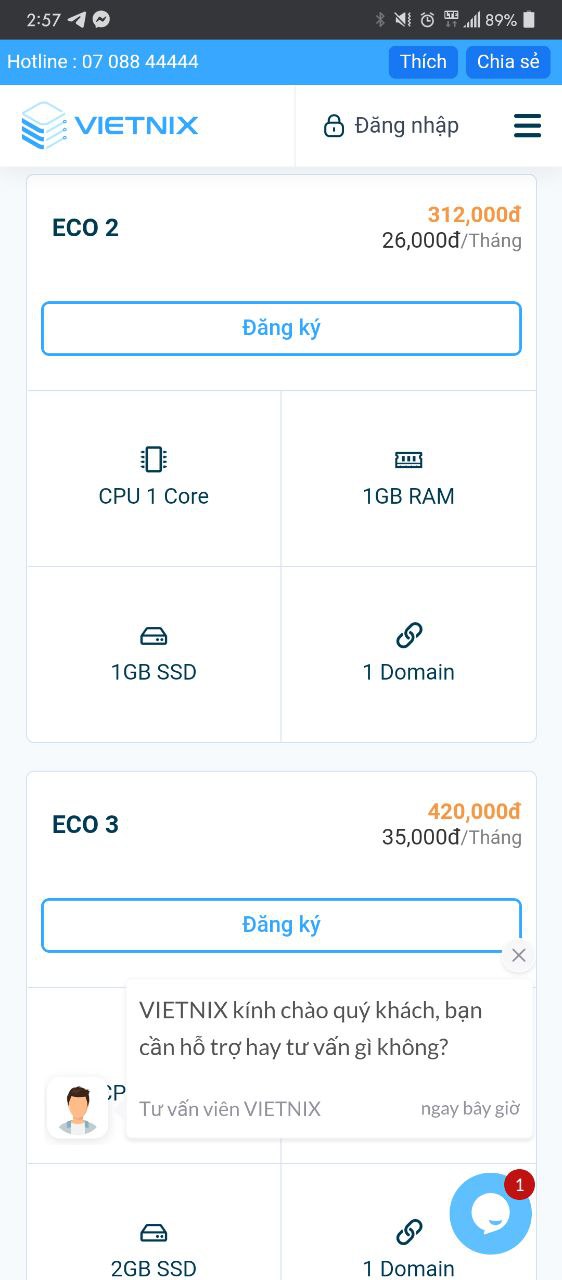 2:57
LTE
89%
Hotline : 07 088 44444
Thích
Chia sẻ
VIETNIX
Đăng nhập
ECO 2
312,000đ
26,000đ/Tháng
Đăng ký
CPU 1 Core
1GB RAM
1GB SSD
1 Domain
ECO 3
420,000đ
35,000đ/Tháng
Đăng ký
VIETNIX kính chào quý khách, bạn
cần hỗ trợ hay tư vấn gì không?
Tư vấn viên VIETNIX
ngay bây giờ
1
2GB SSD
1 Domain